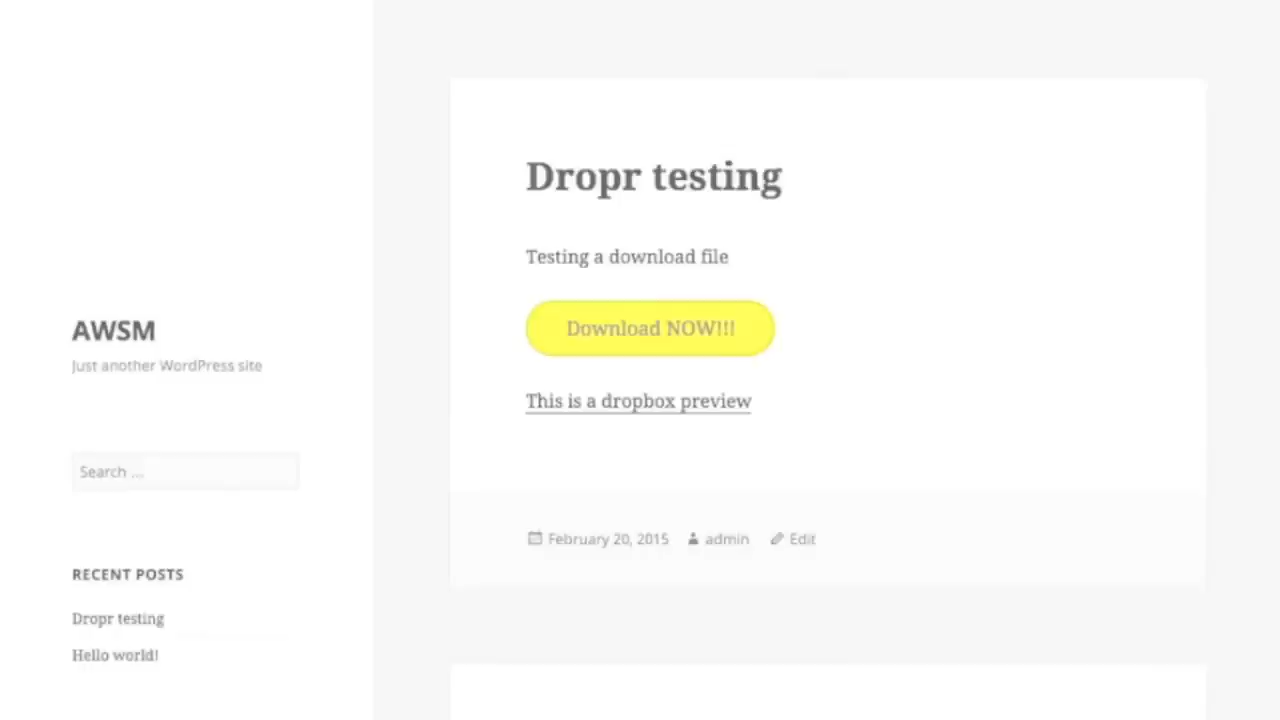 AWSM
Just another WordPress site
Search ...
RECENT POSTS
Dropr testing
Hello world!
Dropr testing
Testing a download file
Download NOW!!!
This is a dropbox preview
February 20, 2015 admin Edit